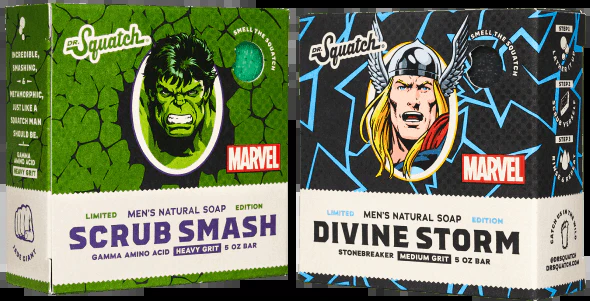 INCREDIBLE,
SMASHING,
&
METAMORPHIC,
JUST LIKE A
SQUATCH MAN
SHOULD BE.
GAMMA
AMINO ACID
HEAVY GRIT
TRUE GIANT
DR. Squatch
SMELL THE SQUATCH
MARVEL
LIMITED MEN'S NATURAL SOAP EDITION
SCRUB SMASH
GAMMA AMINO ACID HEAVY GRIT 5 OZ BAR
DR. Squatch
SMELL THE SQUATCH
MARVEL
LIMITED MEN'S NATURAL SOAP EDITION
DIVINE STORM
STONEBREAKER MEDIUM GRIT 5 OZ BAR
STEP 1
STEP 2
STEP 3
@DRSQUATCH
DRSQUATCH.COM